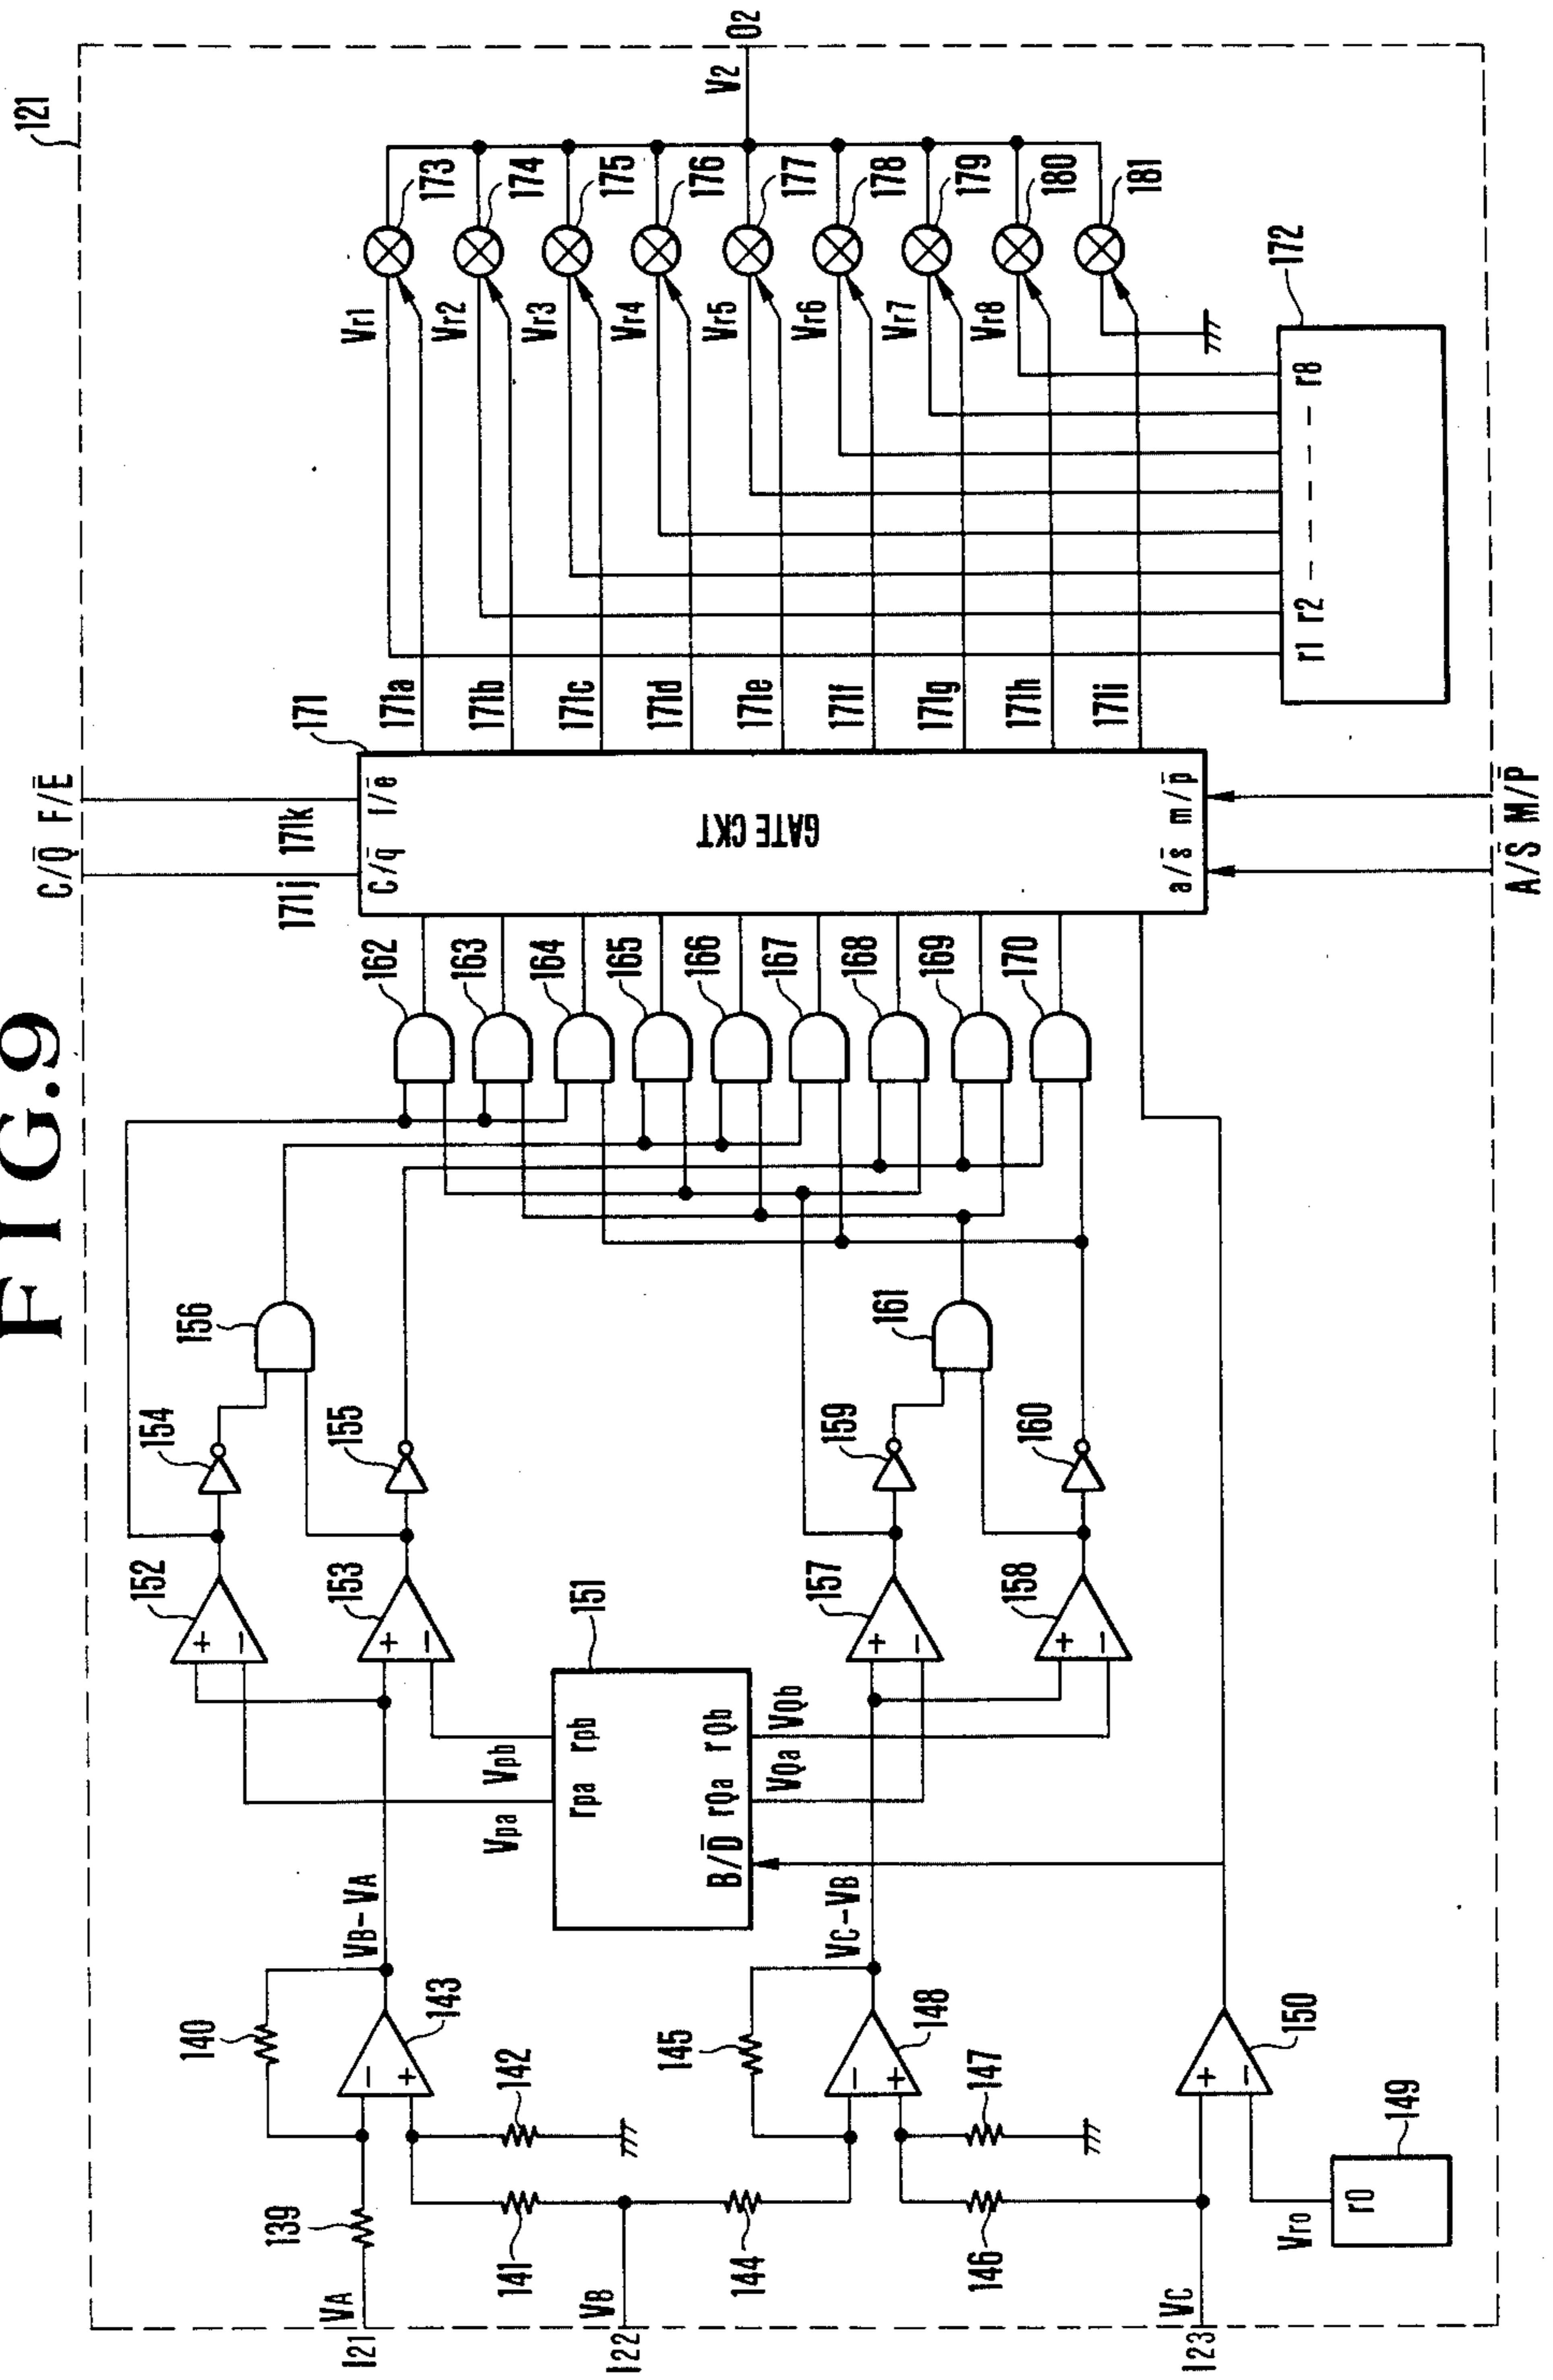 FIG.9
121
C/Q̅ F/E̅
171j 171k
C/q̅ f/e̅
171
GATE CKT
a/s̅ m/p̅
A/S̅ M/P̅
I21
VA
139
140
143
VB-VA
141
142
I22
VB
144
145
148
VC-VB
146
147
I23
VC
Vr0
r0
149
150
151
rpa rpb
Vpa Vpb
B/D̅ rQa rQb
VQa VQb
152
153
154
155
156
157
158
159
160
161
162
163
164
165
166
167
168
169
170
171a
171b
171c
171d
171e
171f
171g
171h
171i
Vr1
Vr2
Vr3
Vr4
Vr5
Vr6
Vr7
Vr8
173
174
175
176
177
178
179
180
181
V2
O2
172
r1 r2 — — — — r8
+
−
+
−
+
−
+
−
−
+
−
+
+
−